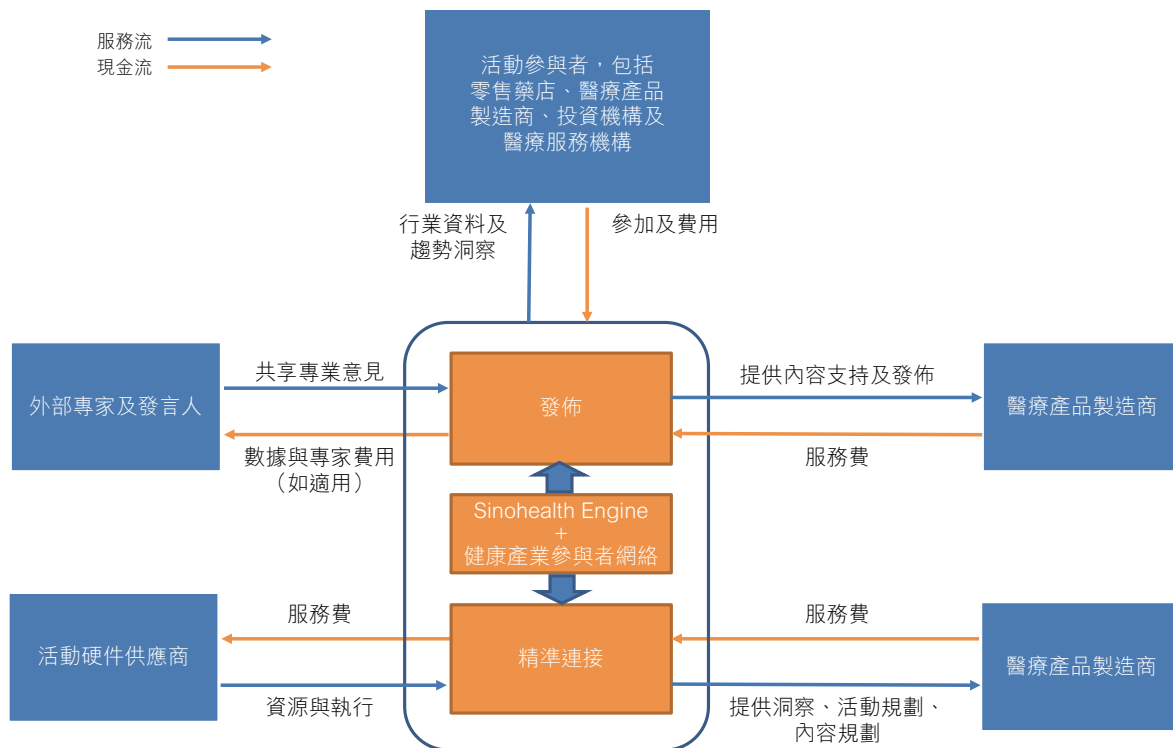 服務流
現金流
活動參與者，包括
零售藥店、醫療產品
製造商、投資機構及
醫療服務機構
行業資料及
趨勢洞察
參加及費用
外部專家及發言人
共享專業意見
數據與專家費用
（如適用）
發佈
提供內容支持及發佈
服務費
醫療產品製造商
Sinohealth Engine
+
健康產業參與者網絡
活動硬件供應商
服務費
資源與執行
精準連接
服務費
提供洞察、活動規劃、
內容規劃
醫療產品製造商